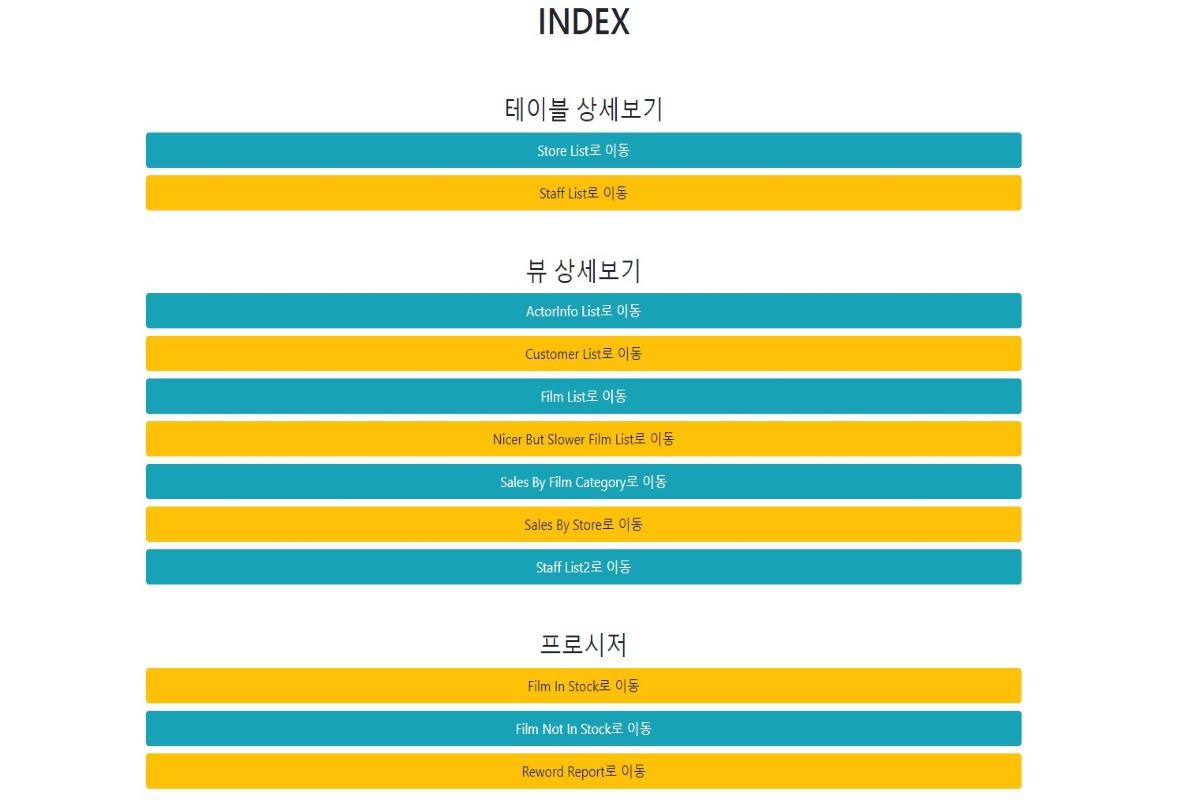 INDEX
테이블 상세보기
Store List로 이동
Staff List로 이동
뷰 상세보기
ActorInfo List로 이동
Customer List로 이동
Film List로 이동
Nicer But Slower Film List로 이동
Sales By Film Category로 이동
Sales By Store로 이동
Staff List2로 이동
프로시저
Film In Stock로 이동
Film Not In Stock로 이동
Reword Report로 이동